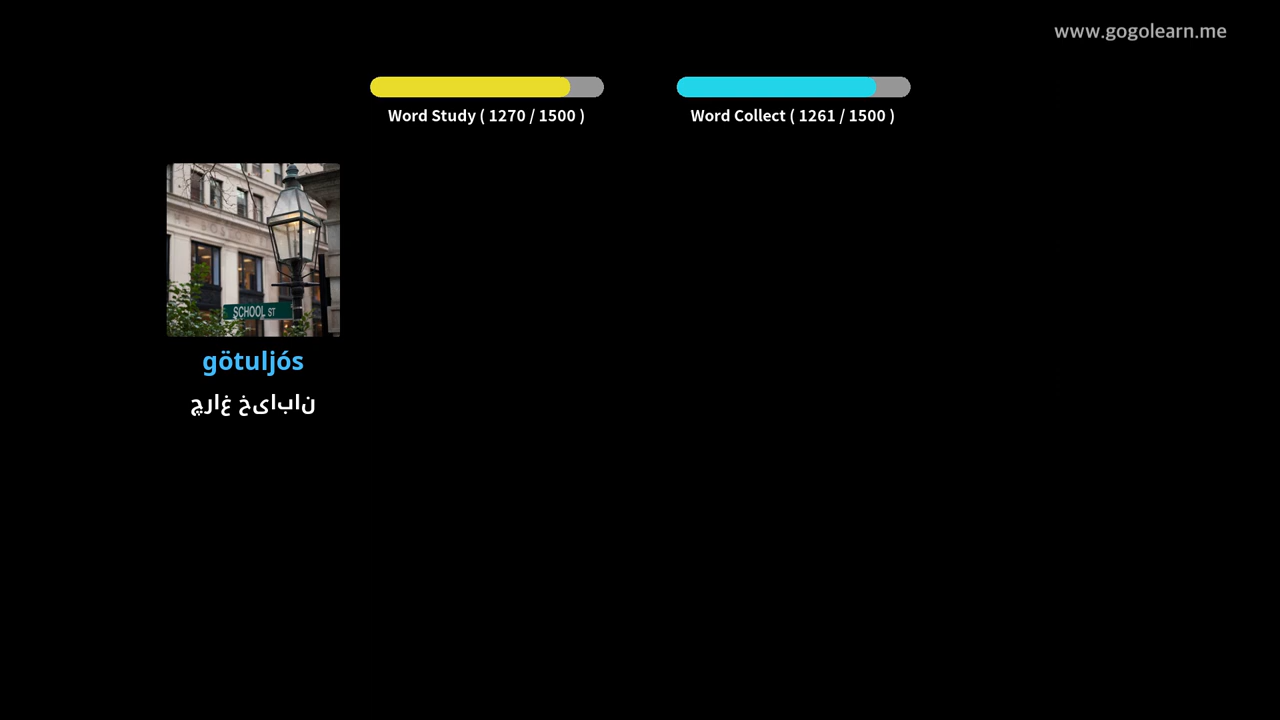 www.gogolearn.me
Word Study ( 1270 / 1500 )
Word Collect ( 1261 / 1500 )
SCHOOL ST
götuljós
چراغ خیابان